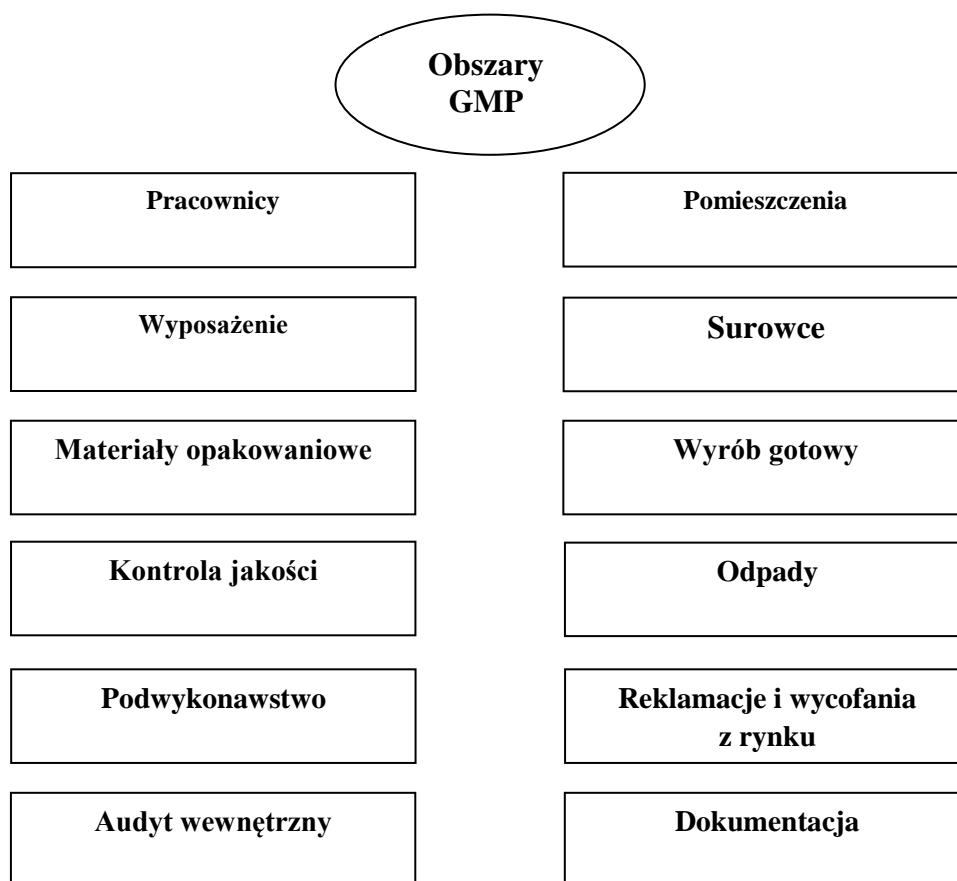 Obszary
GMP
Pracownicy
Pomieszczenia
Wyposażenie
Surowce
Materiały opakowaniowe
Wyrób gotowy
Kontrola jakości
Odpady
Podwykonawstwo
Reklamacje i wycofania
z rynku
Audyt wewnętrzny
Dokumentacja